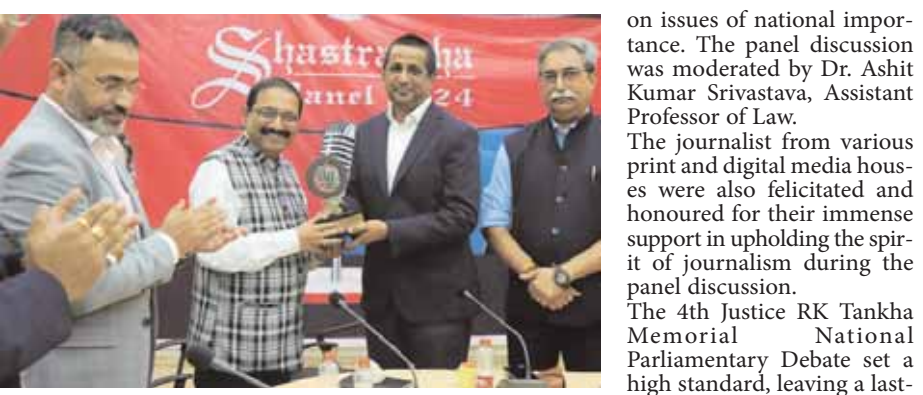 Shastrartha
Panel 24
on issues of national impor-
tance. The panel discussion
was moderated by Dr. Ashit
Kumar Srivastava, Assistant
Professor of Law.
The journalist from various
print and digital media hous-
es were also felicitated and
honoured for their immense
support in upholding the spir-
it of journalism during the
panel discussion.
The 4th Justice RK Tankha
Memorial National
Parliamentary Debate set a
high standard, leaving a last-